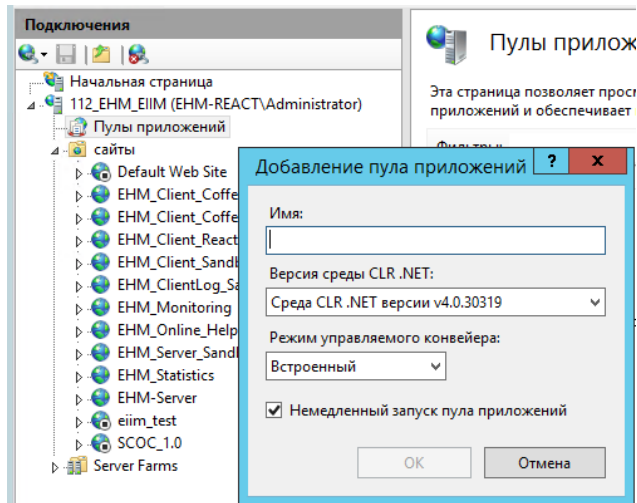 Подключения
Начальная страница
112_EHM_EIIM (EHM-REACT\Administrator)
Пулы приложений
сайты
Default Web Site
EHM_Client_Coffe
EHM_Client_Coffe
EHM_Client_React
EHM_Client_Sandb
EHM_ClientLog_Sa
EHM_Monitoring
EHM_Online_Help
EHM_Server_Sandl
EHM_Statistics
EHM-Server
eiim_test
SCOC_1.0
Server Farms
Пулы прилож
Эта страница позволяет прос
приложений и обеспечивает
Фильтры:
Добавление пула приложений
?
x
Имя:
Версия среды CLR .NET:
Среда CLR .NET версии v4.0.30319
Режим управляемого конвейера:
Встроенный
Немедленный запуск пула приложений
OK
Отмена